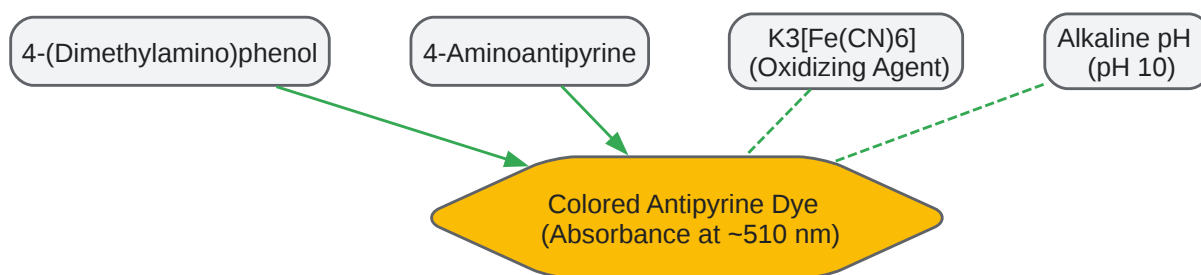 4-(Dimethylamino)phenol
4-Aminoantipyrine
K3[Fe(CN)6]
(Oxidizing Agent)
Alkaline pH
(pH 10)
Colored Antipyrine Dye
(Absorbance at ~510 nm)